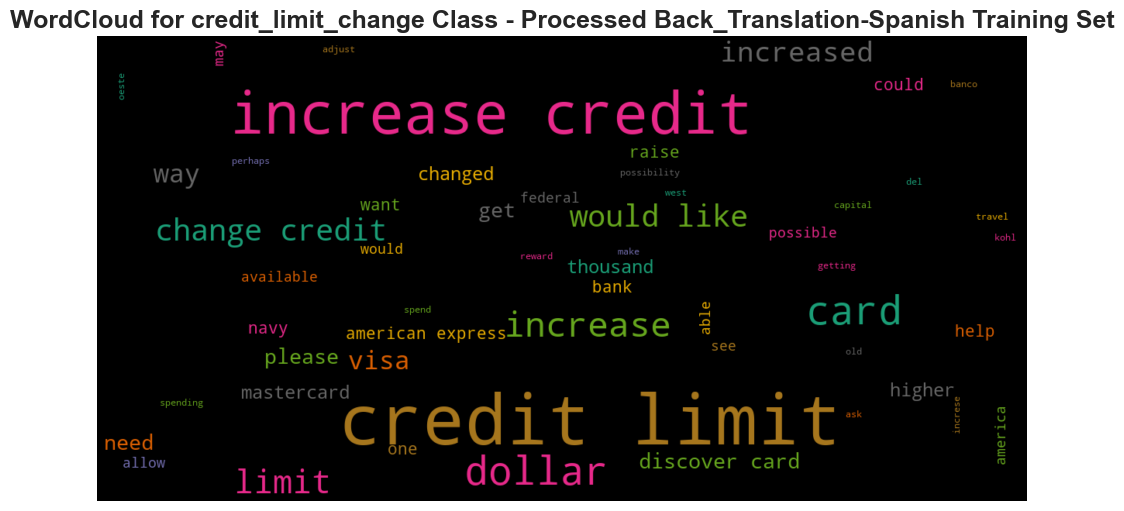 WordCloud for credit_limit_change Class - Processed Back_Translation-Spanish Training Set
may
adjust
increased
oeste
could
banco
increase credit
raise
perhaps
way
changed
possibility
federal
west
del
want
get
would like
capital
travel
change credit
possible
kohl
would
make
reward
thousand
getting
available
bank
spend
card
navy
american express
increase
able
help
please
visa
see
old
mastercard
higher
spending
credit limit
ask
increse
america
need
one
allow
limit
dollar
discover card